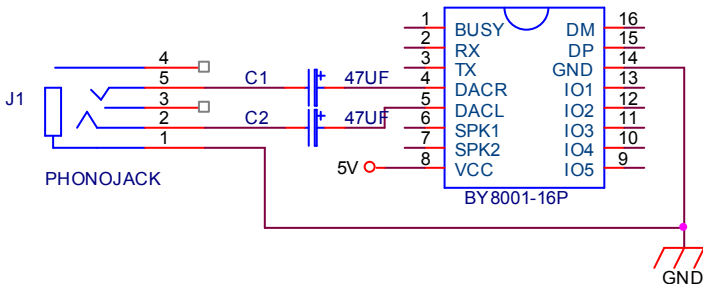 1 BUSY DM 16
2 RX DP 15
4 3 TX GND 14
5 C1 47UF 4 DACR IO1 13
J1 3 5 DACL IO2 12
2 C2 47UF 6 SPK1 IO3 11
1 7 SPK2 IO4 10
5V 8 VCC IO5 9
PHONOJACK
BY8001-16P
GND